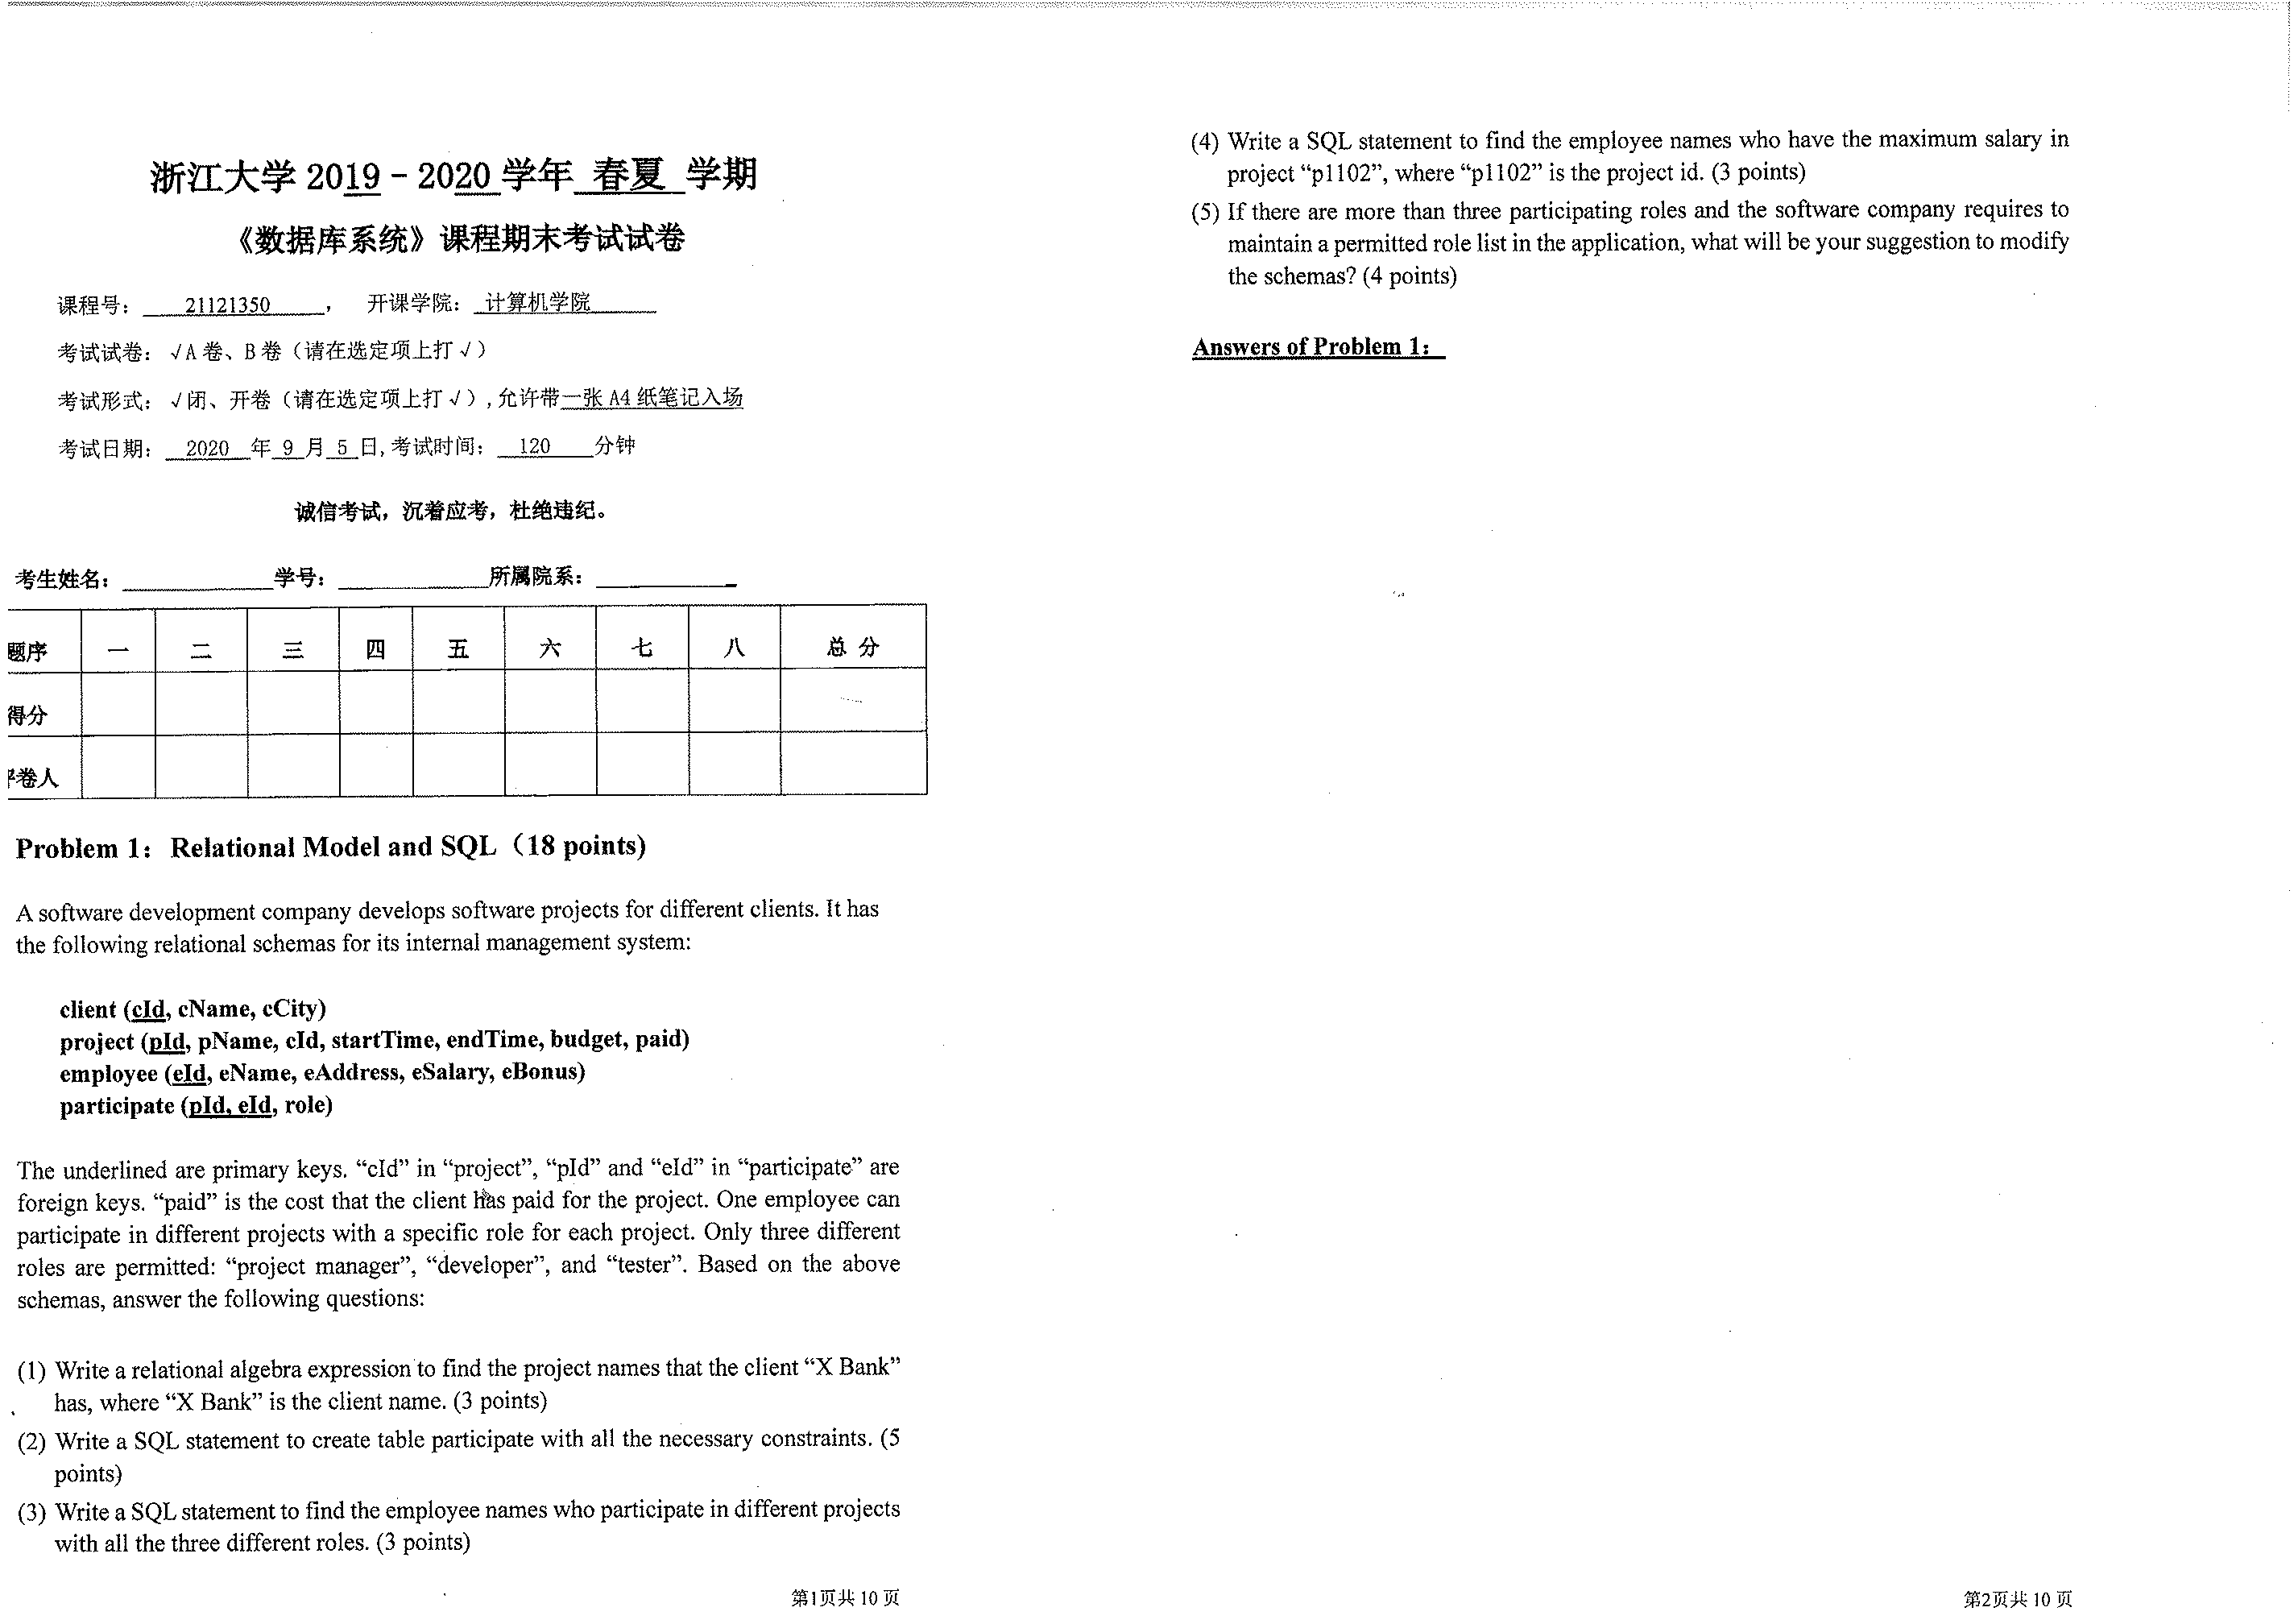 浙江大学 2019 - 2020 学年 春夏 学期
《数据库系统》课程期末考试试卷
课程号： 21121350 ， 开课学院： 计算机学院
考试试卷： √A 卷、B 卷（请在选定项上打 √）
考试形式： √闭、开卷（请在选定项上打 √）,允许带一张 A4 纸笔记入场
考试日期： 2020 年 9 月 5 日,考试时间： 120 分钟
诚信考试，沉着应考，杜绝违纪。
考生姓名： 学号： 所属院系：
题序 一 二 三 四 五 六 七 八 总 分
得分
评卷人
Problem 1： Relational Model and SQL（18 points)
A software development company develops software projects for different clients. It has
the following relational schemas for its internal management system:
client (cId, cName, cCity)
project (pId, pName, cId, startTime, endTime, budget, paid)
employee (eId, eName, eAddress, eSalary, eBonus)
participate (pId, eId, role)
The underlined are primary keys. “cId” in “project”, “pId” and “eId” in “participate” are
foreign keys. “paid” is the cost that the client has paid for the project. One employee can
participate in different projects with a specific role for each project. Only three different
roles are permitted: “project manager”, “developer”, and “tester”. Based on the above
schemas, answer the following questions:
(1) Write a relational algebra expression to find the project names that the client “X Bank”
has, where “X Bank” is the client name. (3 points)
(2) Write a SQL statement to create table participate with all the necessary constraints. (5
points)
(3) Write a SQL statement to find the employee names who participate in different projects
with all the three different roles. (3 points)
第1页共 10 页
(4) Write a SQL statement to find the employee names who have the maximum salary in
project “p1102”, where “p1102” is the project id. (3 points)
(5) If there are more than three participating roles and the software company requires to
maintain a permitted role list in the application, what will be your suggestion to modify
the schemas? (4 points)
Answers of Problem 1:
第2页共 10 页